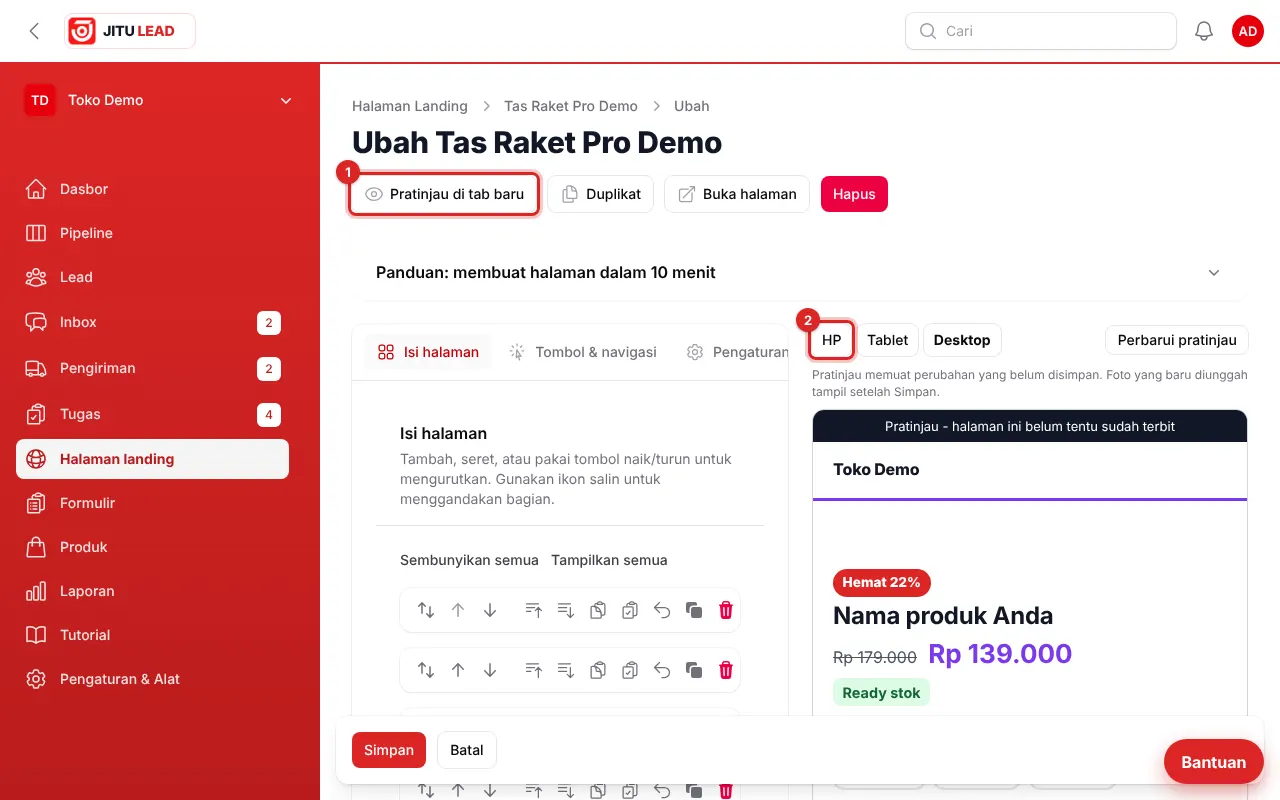 JITU LEAD
Cari
AD
TD
Toko Demo
Dasbor
Pipeline
Lead
Inbox
2
Pengiriman
2
Tugas
4
Halaman landing
Formulir
Produk
Laporan
Tutorial
Pengaturan & Alat
Halaman Landing
Tas Raket Pro Demo
Ubah
Ubah Tas Raket Pro Demo
1
Pratinjau di tab baru
Duplikat
Buka halaman
Hapus
Panduan: membuat halaman dalam 10 menit
Isi halaman
Tombol & navigasi
Pengaturan
Isi halaman
Tambah, seret, atau pakai tombol naik/turun untuk
mengurutkan. Gunakan ikon salin untuk
menggandakan bagian.
Sembunyikan semua
Tampilkan semua
2
HP
Tablet
Desktop
Perbarui pratinjau
Pratinjau memuat perubahan yang belum disimpan. Foto yang baru diunggah
tampil setelah Simpan.
Pratinjau - halaman ini belum tentu sudah terbit
Toko Demo
Hemat 22%
Nama produk Anda
Rp 179.000 Rp 139.000
Ready stok
Simpan
Batal
Bantuan